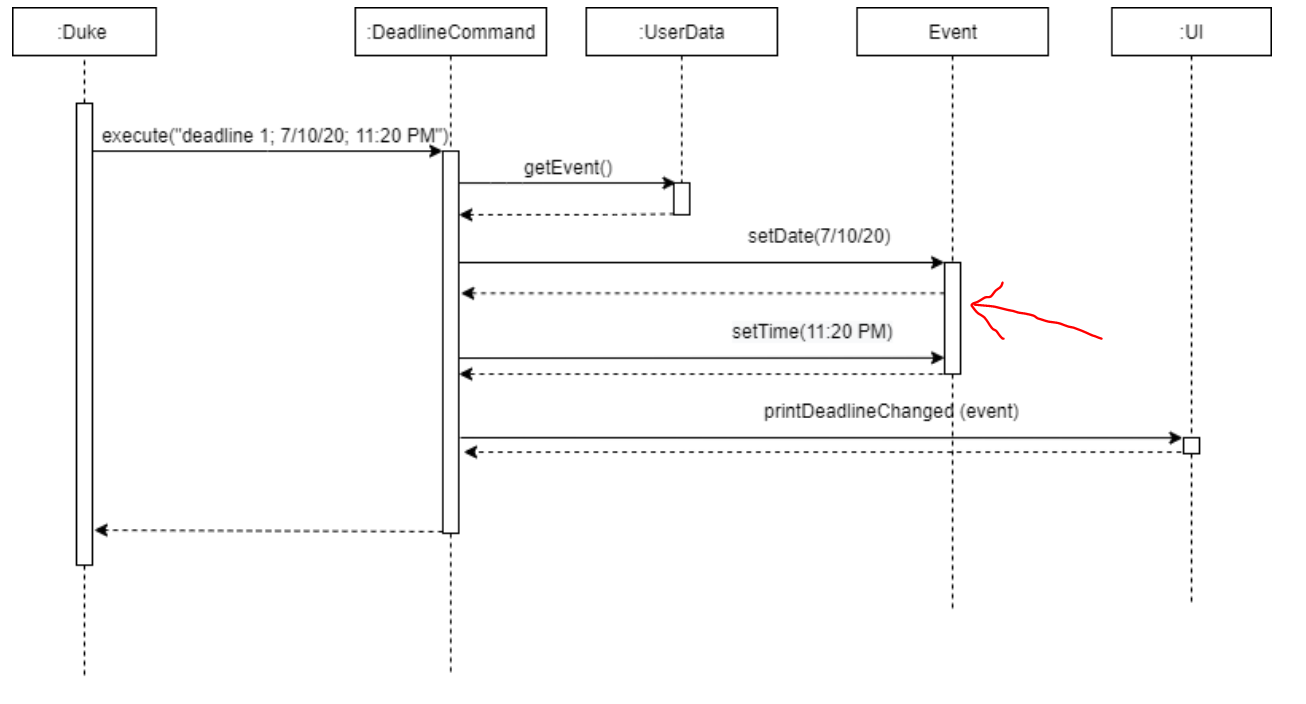 :Duke
:DeadlineCommand
:UserData
Event
:UI
execute("deadline 1; 7/10/20; 11:20 PM")
getEvent()
setDate(7/10/20)
setTime(11:20 PM)
printDeadlineChanged (event)